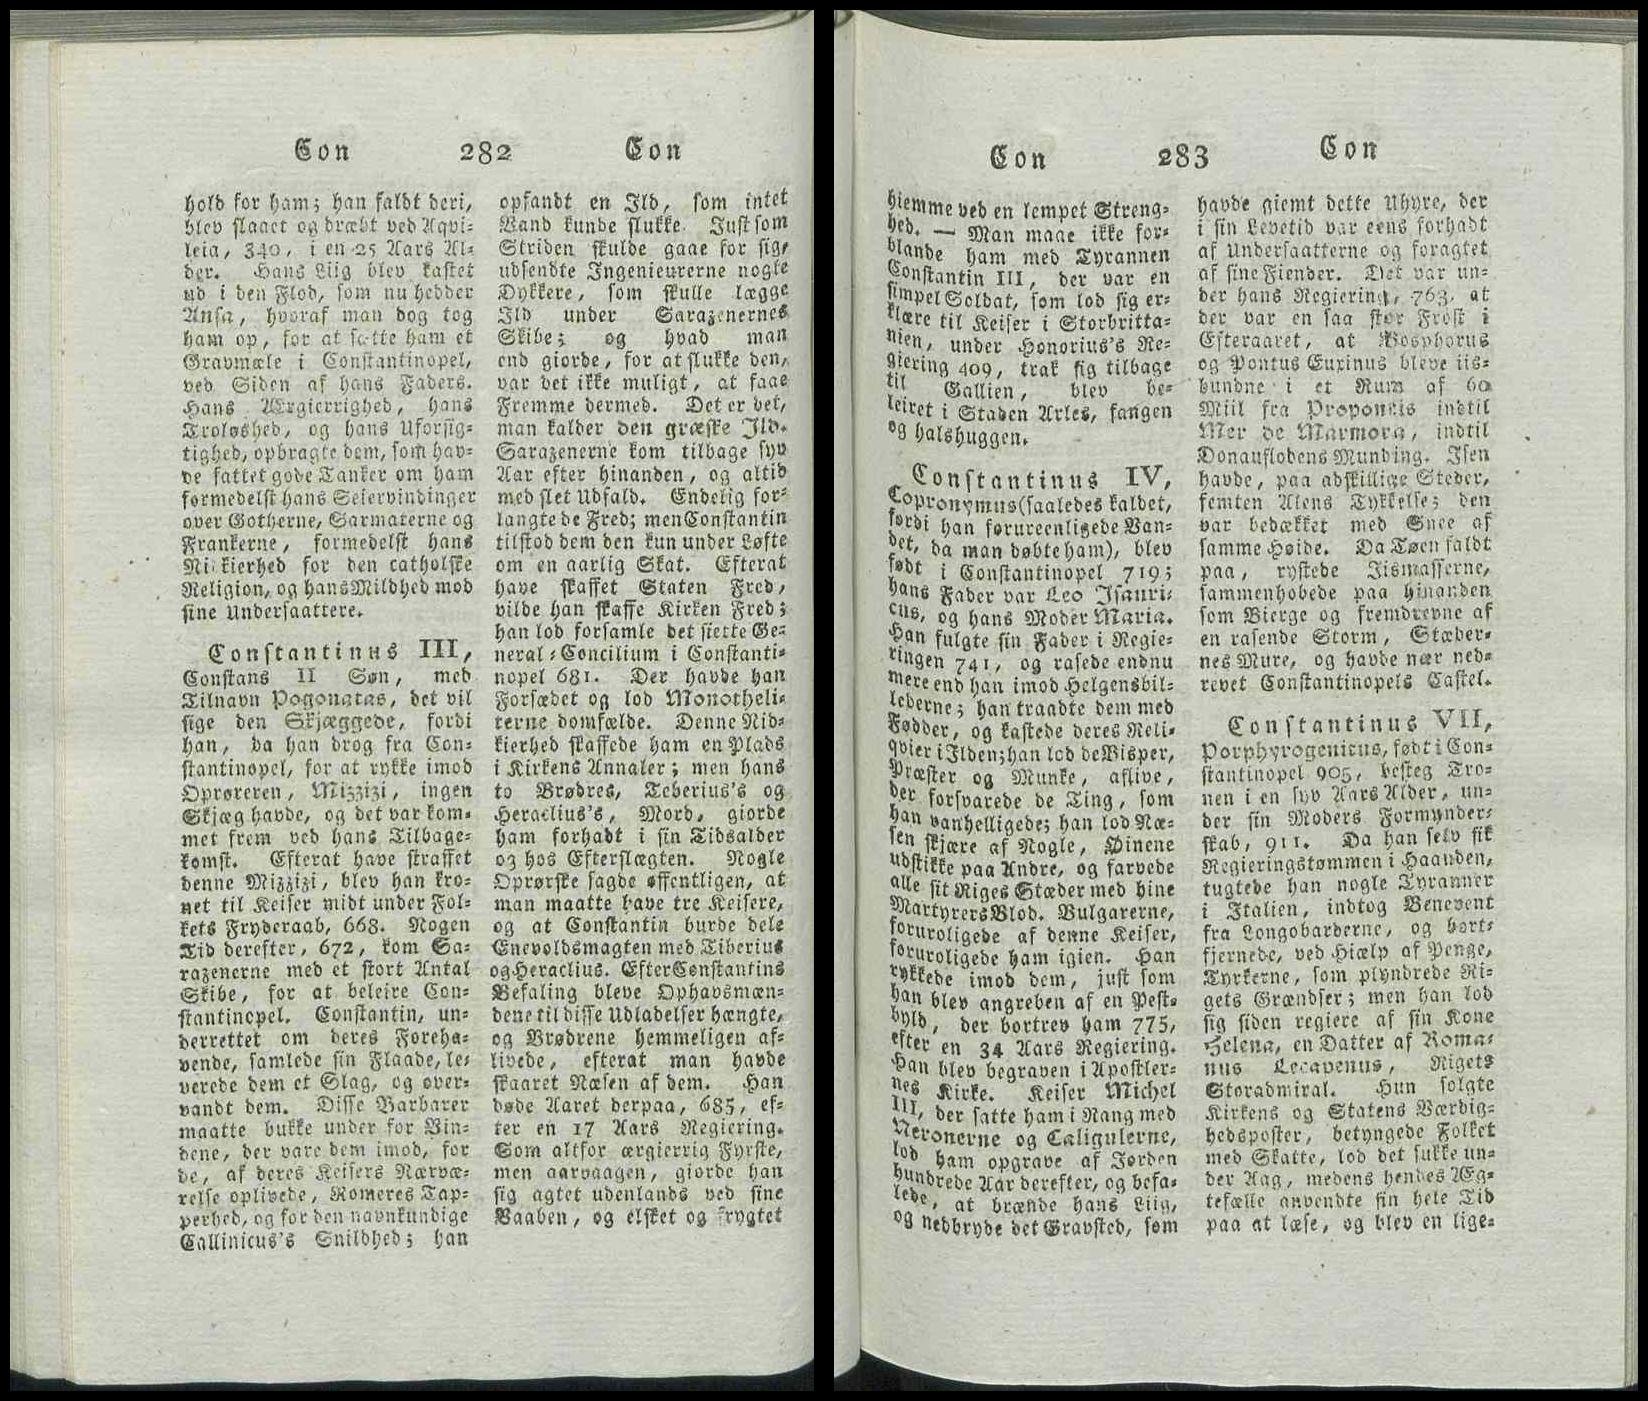 Con 282 Con
hold for ham; han faldt deri,
blev slaaet og dræbt ved Aqvi-
leia, 340, i en 25 Aars Al-
der. Hans Liig blev kastet
ud i den Flod, som nu hedder
Ansa, hvoraf man dog tog
ham op, for at sætte ham et
Gravmæle i Constantinopel,
ved Siden af hans Faders.
Hans Ærgierrighed, hans
Troløshed, og hans Uforsig-
tighed, opbragte dem, som hav-
de fattet gode Tanker om ham
formedelst hans Seiervindinger
over Gotherne, Sarmaterne og
Frankerne, formedelst hans
Nidkierhed for den catholske
Religion, og hans Mildhed mod
sine Undersaattere.
Constantinus III,
Constans II Søn, med
Tilnavn Pogonatas, det vil
sige den Skjæggede, fordi
han, da han drog fra Con-
stantinopel, for at rykke imod
Oprøreren, Mizzizi, ingen
Skjæg havde, og det var kom-
met frem ved hans Tilbage-
komst. Efterat have straffet
denne Mizzizi, blev han kro-
net til Keiser midt under Fol-
kets Fryderaab, 668. Nogen
Tid derefter, 672, kom Sa-
razenerne med et stort Antal
Skibe, for at beleire Con-
stantinopel. Constantin, un-
derrettet om deres Foreha-
vende, samlede sin Flaade, le-
verede dem et Slag, og over-
vandt dem. Disse Barbarer
maatte bukke under for Vin-
dene, der vare dem imod, for
de, af deres Keisers Nærvæ-
relse oplivede, Romeres Tap-
perhed, og for den navnkundige
Callinicus's Snildhed; han
opfandt en Ild, som intet
Vand kunde slukke. Just som
Striden skulde gaae for sig,
udsendte Ingenieurerne nogle
Dykkere, som skulle lægge
Ild under Sarazenernes
Skibe; og hvad man
end giorde, for at slukke den,
var det ikke muligt, at faae
Fremme dermed. Det er det,
man kalder den græske Ild.
Sarazenerne kom tilbage syv
Aar efter hinanden, og altid
med slet Udfald. Endelig for-
langte de Fred; men Constantin
tilstod dem den kun under Løfte
om en aarlig Skat. Efterat
have skaffet Staten Fred,
vilde han skaffe Kirken Fred;
han lod forsamle det siette Ge-
neral-Concilium i Constanti-
nopel 681. Der havde han
Forsædet og lod Monotheli-
terne domfælde. Denne Nid-
kierhed skaffede ham en Plads
i Kirkens Annaler; men hans
to Brødres, Teberius's og
Heraclius's, Mord, giorde
ham forhadt i sin Tidsalder
og hos Efterslægten. Nogle
Oprørske sagde offentligen, at
man maatte have tre Keisere,
og at Constantin burde dele
Enevoldsmagten med Tiberius
og Heraclius. Efter Constantins
Befaling bleve Ophavsmæn-
dene til disse Udladelser hængte,
og Brødrene hemmeligen af-
livede, efterat man havde
skaaret Næsen af dem. Han
døde Aaret derpaa, 685, ef-
ter en 17 Aars Regiering.
Som altfor ærgierrig Fyrste,
men aarvaagen, giorde han
sig agtet udenlands ved sine
Vaaben, og elsket og frygtet
Con 283 Con
hiemme ved en lempet Streng-
hed. — Man maae ikke for-
blande ham med Tyrannen
Constantin III, der var en
simpel Soldat, som lod sig er-
klære til Keiser i Storbritta-
nien, under Honorius's Re-
giering 409, trak sig tilbage
til Gallien, blev be-
leiret i Staden Arles, fangen
og halshuggen.
Constantinus IV,
Copronymus (saaledes kaldet,
fordi han forureenligede Van-
det, da man døbte ham), blev
født i Constantinopel 719;
hans Fader var Leo Isauri-
cus, og hans Moder Maria.
Han fulgte sin Fader i Regie-
ringen 741, og rasede endnu
mere end han imod Helgensbil-
lederne; han traadte dem med
Fødder, og kastede deres Reli-
qvier i Ilden; han lod de Bisper,
Præster og Munke, aflive,
der forsvarede de Ting, som
han vanhelligede; han lod Næ-
sen skjære af Nogle, Øinene
udstikke paa Andre, og farvede
alle sit Riges Stæder med hine
Martyrers Blod. Bulgarerne,
foruroligede af denne Keiser,
foruroligede ham igien. Han
rykkede imod dem, just som
han blev angreben af en Pest-
byld, der bortrev ham 775,
efter en 34 Aars Regiering.
Han blev begraven i Apostler-
nes Kirke. Keiser Michel
III, der satte ham i Rang med
Neronerne og Caligulerne,
lod ham opgrave af Jorden
hundrede Aar derefter, og befa-
lede, at brænde hans Liig,
og nedbryde det Gravsted, som
havde giemt dette Uhyre, der
i sin Levetid var eens forhadt
af Undersaatterne og foragtet
af sine Fiender. Det var un-
der hans Regiering, 763, at
der var en saa stor Frost i
Efteraaret, at Bosphorus
og Pontus Euxinus bleve iis-
bundne i et Rum af 60
Miil fra Propontis indtil
Mer de Marmora, indtil
Donauflodens Munding. Isen
havde, paa adskillige Steder,
femten Alens Tykkelse; den
var bedækket med Snee af
samme Høide. Da Tøen faldt
paa, rystede Iismasserne,
sammenhobede paa hinanden
som Bierge og fremdrevne af
en rasende Storm, Stæder-
nes Mure, og havde nær ned-
revet Constantinopels Castel.
Constantinus VII,
Porphyrogenitus, født i Con-
stantinopel 905, besteg Tro-
nen i en syv Aars Alder, un-
der sin Moders Formynder-
skab, 911. Da han selv fik
Regieringstømmen i Haanden,
tugtede han nogle Tyranner
i Italien, indtog Benevent
fra Longobarderne, og bort-
fjernede, ved Hiælp af Penge,
Tyrkerne, som plyndrede Ri-
gets Grændser; men han lod
sig siden regiere af sin Kone
Helena, en Datter af Roma-
nus Lecapenus, Rigets
Storadmiral. Hun solgte
Kirkens og Statens Værdig-
hedsposter, betyngede Folket
med Skatte, lod det sukke un-
der Aag, medens hendes Æg-
tefælle anvendte sin hele Tid
paa at læse, og blev en lige-